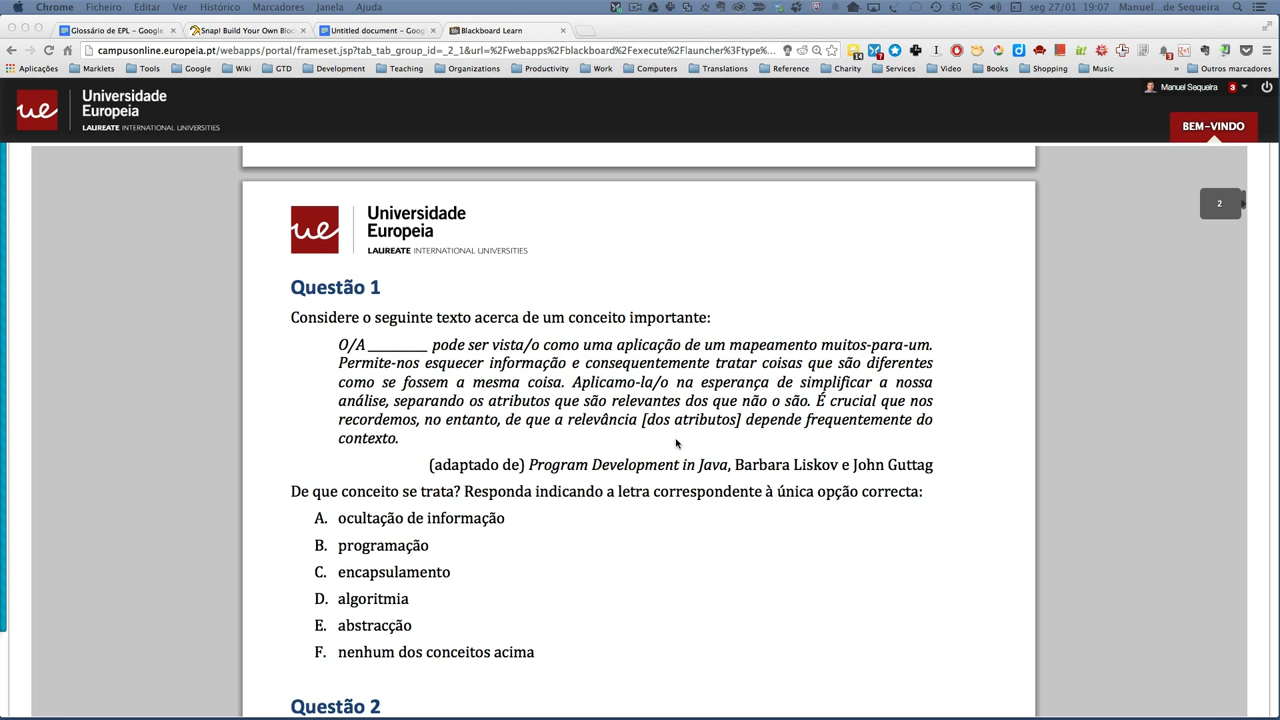 Chrome Ficheiro Editar Ver Histórico Marcadores Janela Ajuda seg 27/01 19:07 Manuel_ de Sequeira
Glossário de EPL – Google Snap! Build Your Own Bloc Untitled document – Goog Blackboard Learn
campusonline.europeia.pt/webapps/portal/frameset.jsp?tab_tab_group_id=_2_1&url=%2Fwebapps%2Fblackboard%2Fexecute%2Flauncher%3Ftype%...
Aplicações Marklets Tools Google Wiki GTD Development Teaching Organizations Productivity Work Computers Translations Reference Charity Services Video Books Shopping Music » Outros marcadores
Manuel Sequeira 3
ue Universidade
Europeia
LAUREATE INTERNATIONAL UNIVERSITIES
BEM-VINDO
2
ue Universidade
Europeia
LAUREATE INTERNATIONAL UNIVERSITIES
Questão 1
Considere o seguinte texto acerca de um conceito importante:
O/A _________ pode ser vista/o como uma aplicação de um mapeamento muitos-para-um.
Permite-nos esquecer informação e consequentemente tratar coisas que são diferentes
como se fossem a mesma coisa. Aplicamo-la/o na esperança de simplificar a nossa
análise, separando os atributos que são relevantes dos que não o são. É crucial que nos
recordemos, no entanto, de que a relevância [dos atributos] depende frequentemente do
contexto.
(adaptado de) Program Development in Java, Barbara Liskov e John Guttag
De que conceito se trata? Responda indicando a letra correspondente à única opção correcta:
A. ocultação de informação
B. programação
C. encapsulamento
D. algoritmia
E. abstracção
F. nenhum dos conceitos acima
Questão 2